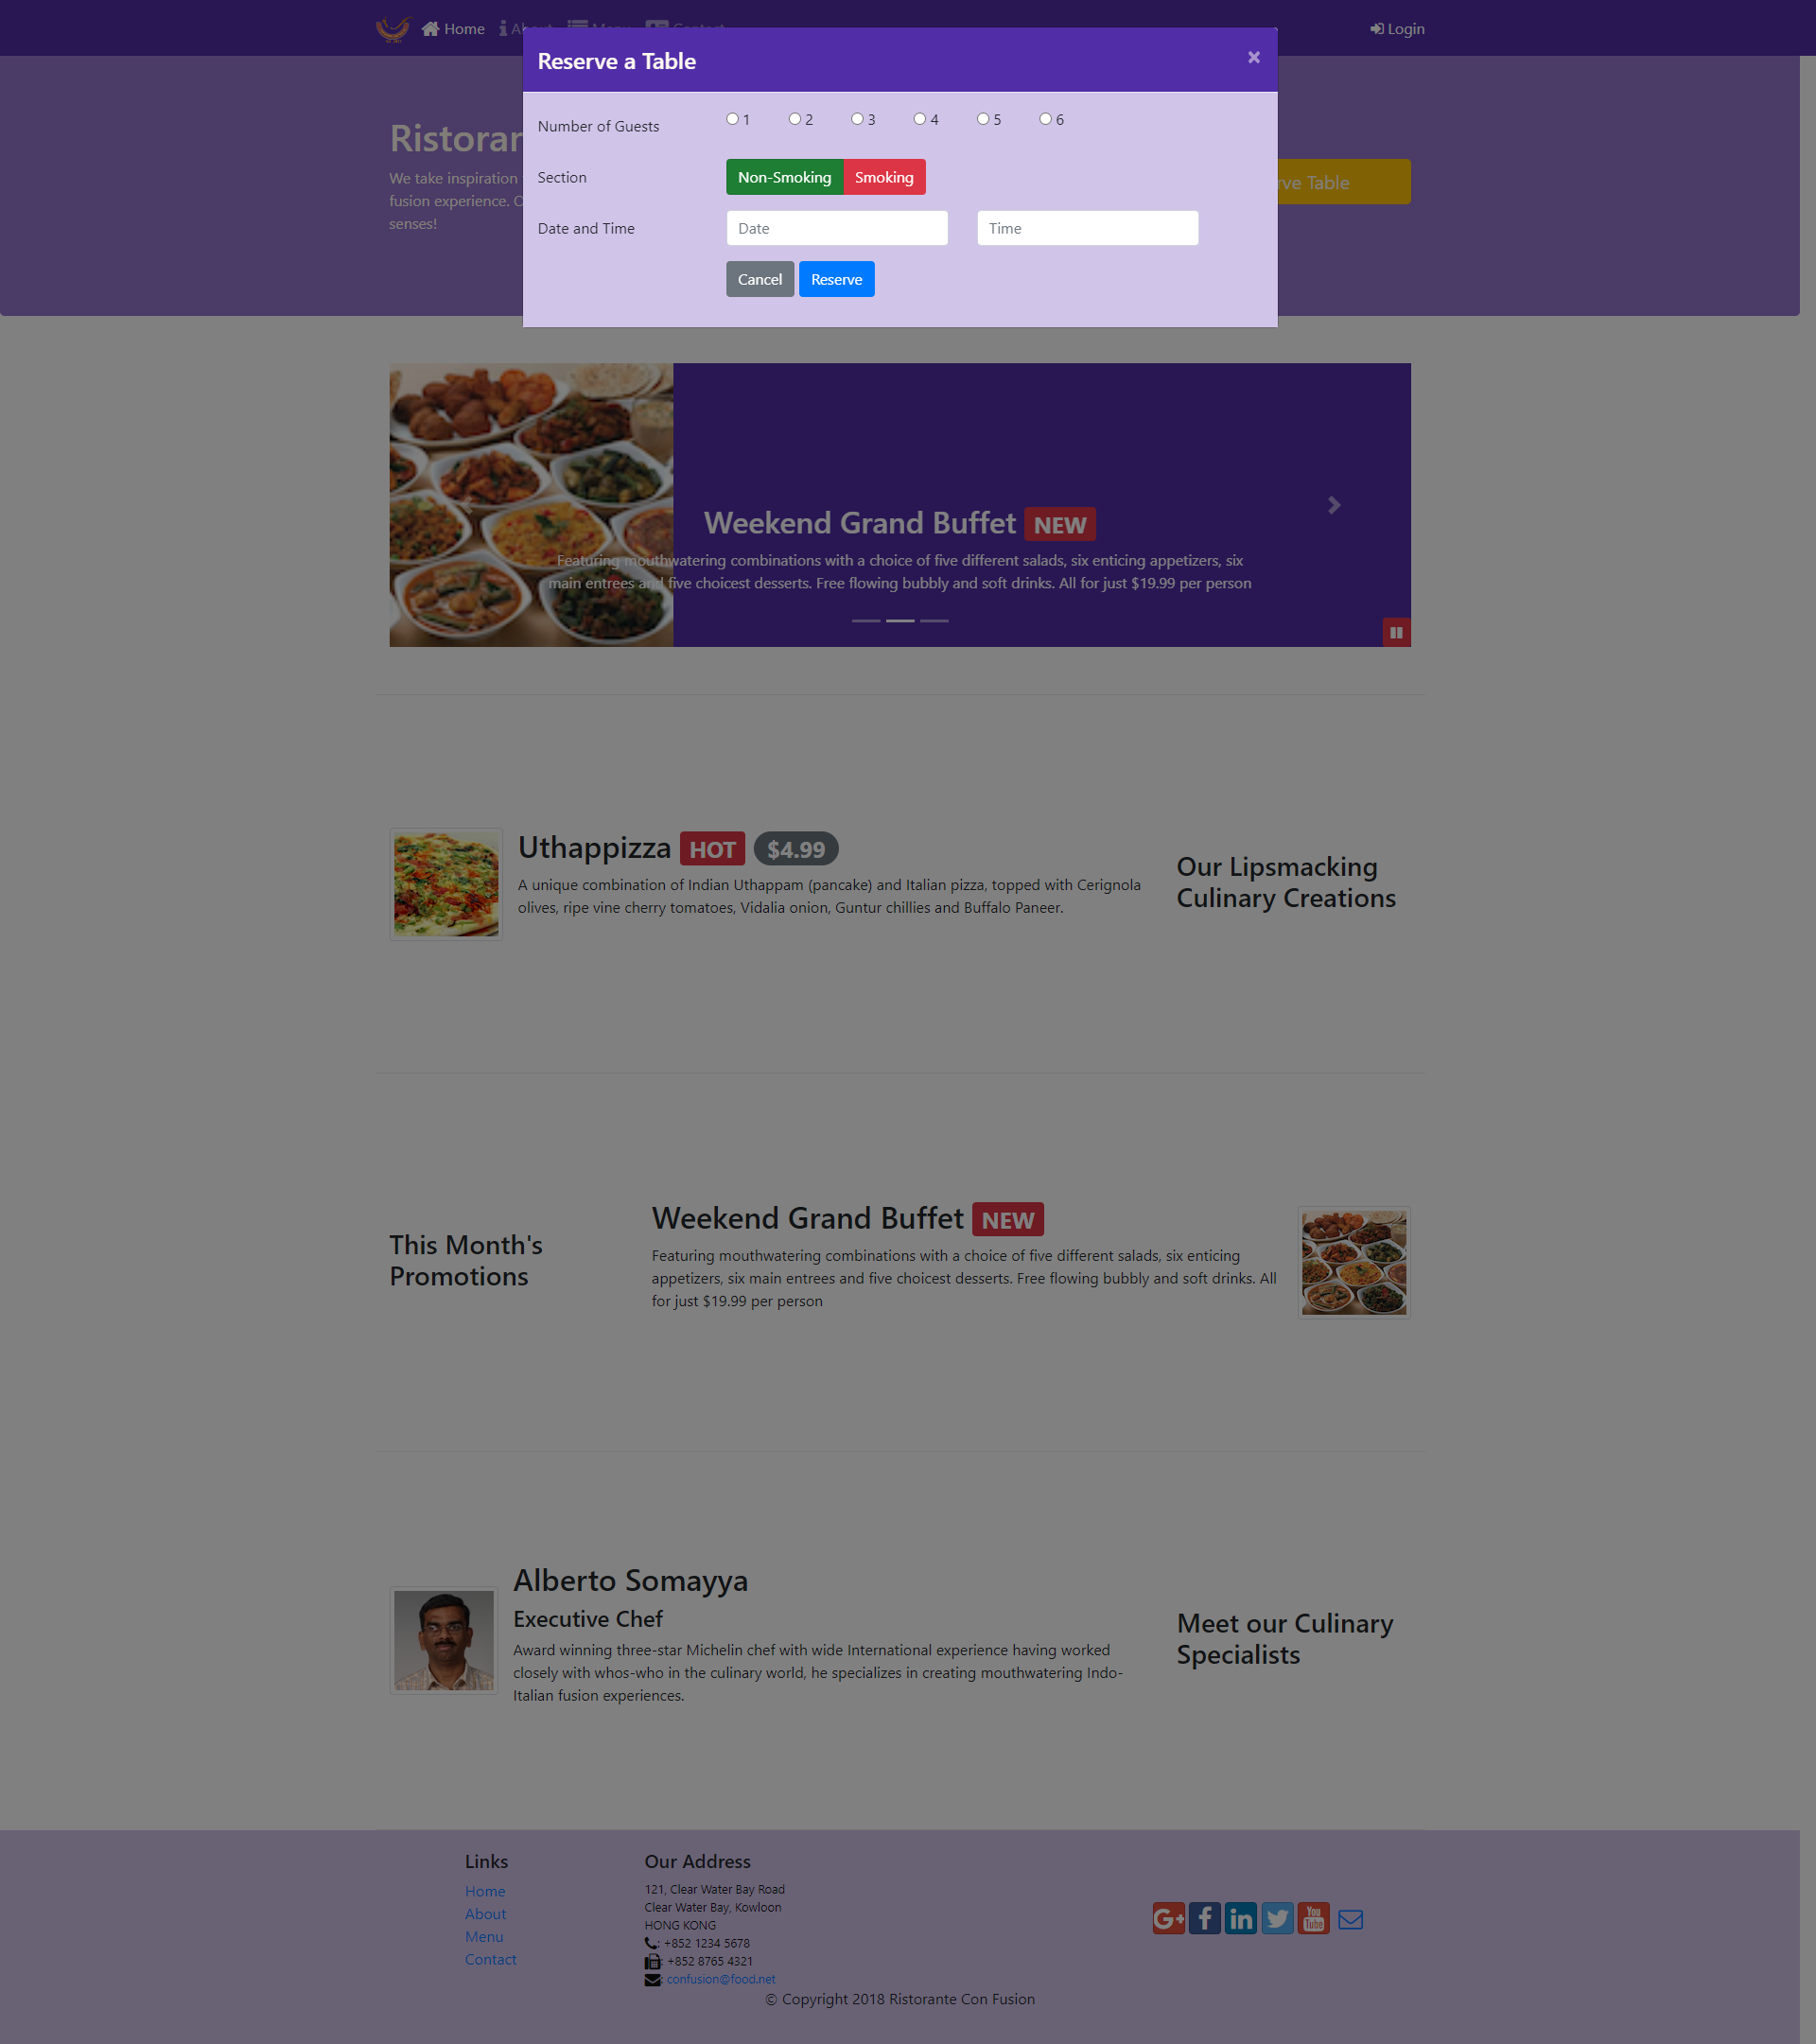 Home About Menu Contact Login
Reserve a Table ×
Number of Guests 1 2 3 4 5 6
Section Non-Smoking Smoking
Date and Time Date Time
Cancel Reserve
Ristoran
We take inspiration
fusion experience.
senses!
rve Table
Weekend Grand Buffet NEW
Featuring mouthwatering combinations with a choice of five different salads, six enticing appetizers, six
main entrees and five choicest desserts. Free flowing bubbly and soft drinks. All for just $19.99 per person
Uthappizza HOT $4.99
A unique combination of Indian Uthappam (pancake) and Italian pizza, topped with Cerignola
olives, ripe vine cherry tomatoes, Vidalia onion, Guntur chillies and Buffalo Paneer.
Our Lipsmacking
Culinary Creations
This Month's
Promotions
Weekend Grand Buffet NEW
Featuring mouthwatering combinations with a choice of five different salads, six enticing
appetizers, six main entrees and five choicest desserts. Free flowing bubbly and soft drinks. All
for just $19.99 per person
Alberto Somayya
Executive Chef
Award winning three-star Michelin chef with wide International experience having worked
closely with whos-who in the culinary world, he specializes in creating mouthwatering Indo-
Italian fusion experiences.
Meet our Culinary
Specialists
Links
Home
About
Menu
Contact
Our Address
121, Clear Water Bay Road
Clear Water Bay, Kowloon
HONG KONG
: +852 1234 5678
: +852 8765 4321
: confusion@food.net
G+ f in You Tube
© Copyright 2018 Ristorante Con Fusion